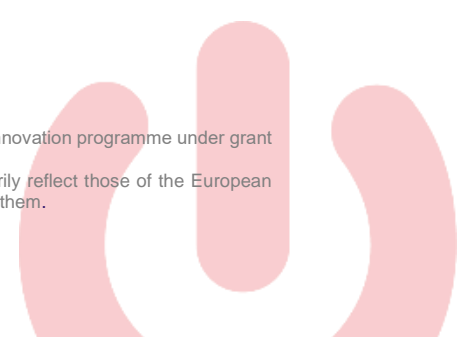 nnovation programme under grant
rily reflect those of the European
them.